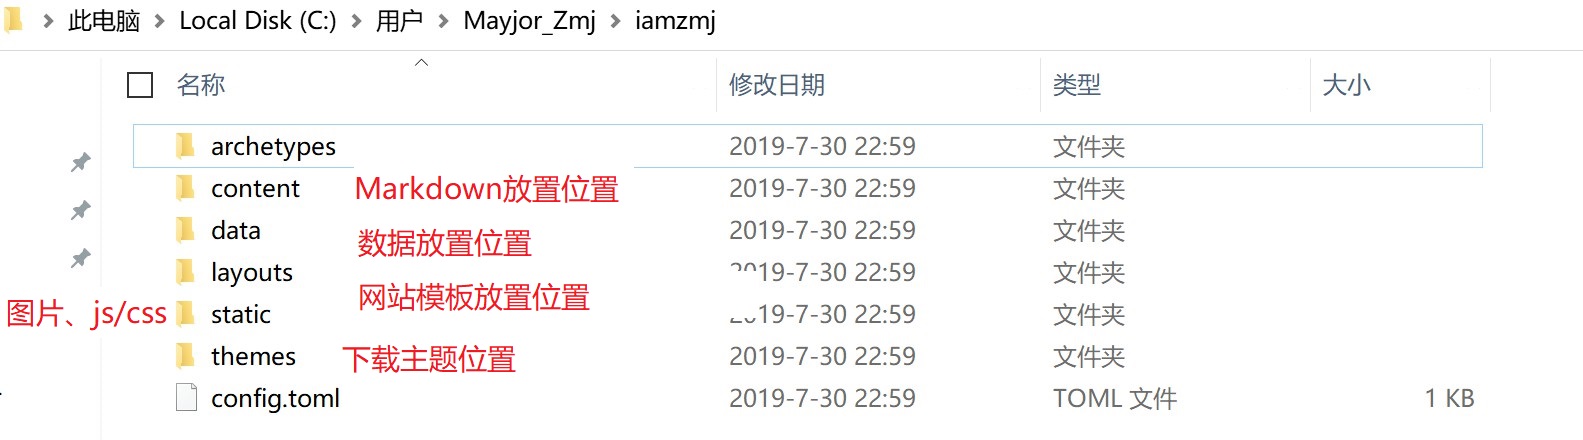 此电脑 > Local Disk (C:) > 用户 > Mayjor_Zmj > iamzmj
名称 修改日期 类型 大小
archetypes 2019-7-30 22:59 文件夹
content Markdown放置位置 2019-7-30 22:59 文件夹
data 数据放置位置 2019-7-30 22:59 文件夹
layouts 2019-7-30 22:59 文件夹
网站模板放置位置
图片、js/css static 2019-7-30 22:59 文件夹
themes 下载主题位置 2019-7-30 22:59 文件夹
config.toml 2019-7-30 22:59 TOML 文件 1 KB